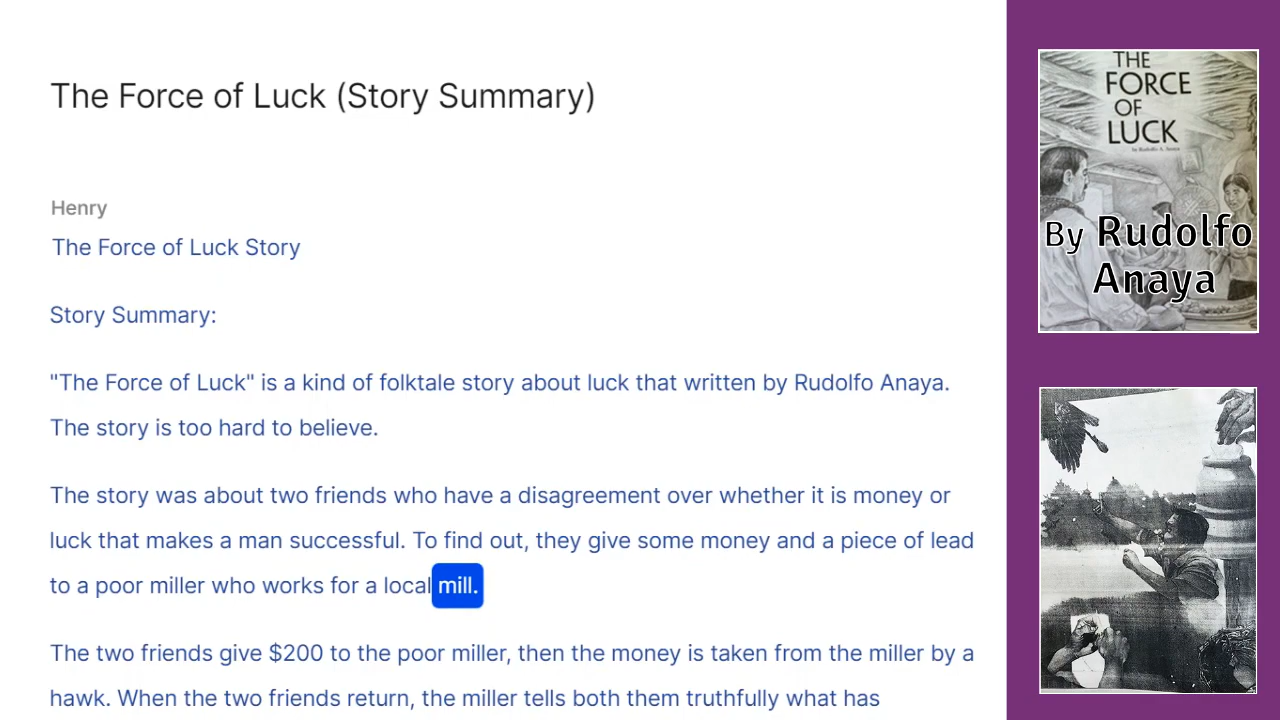 The Force of Luck (Story Summary)
Henry
The Force of Luck Story
Story Summary:
"The Force of Luck" is a kind of folktale story about luck that written by Rudolfo Anaya.
The story is too hard to believe.
The story was about two friends who have a disagreement over whether it is money or
luck that makes a man successful. To find out, they give some money and a piece of lead
to a poor miller who works for a local mill.
The two friends give $200 to the poor miller, then the money is taken from the miller by a
hawk. When the two friends return, the miller tells both them truthfully what has
THE
FORCE
OF
LUCK
by Rudolfo A. Anaya
By Rudolfo
Anaya